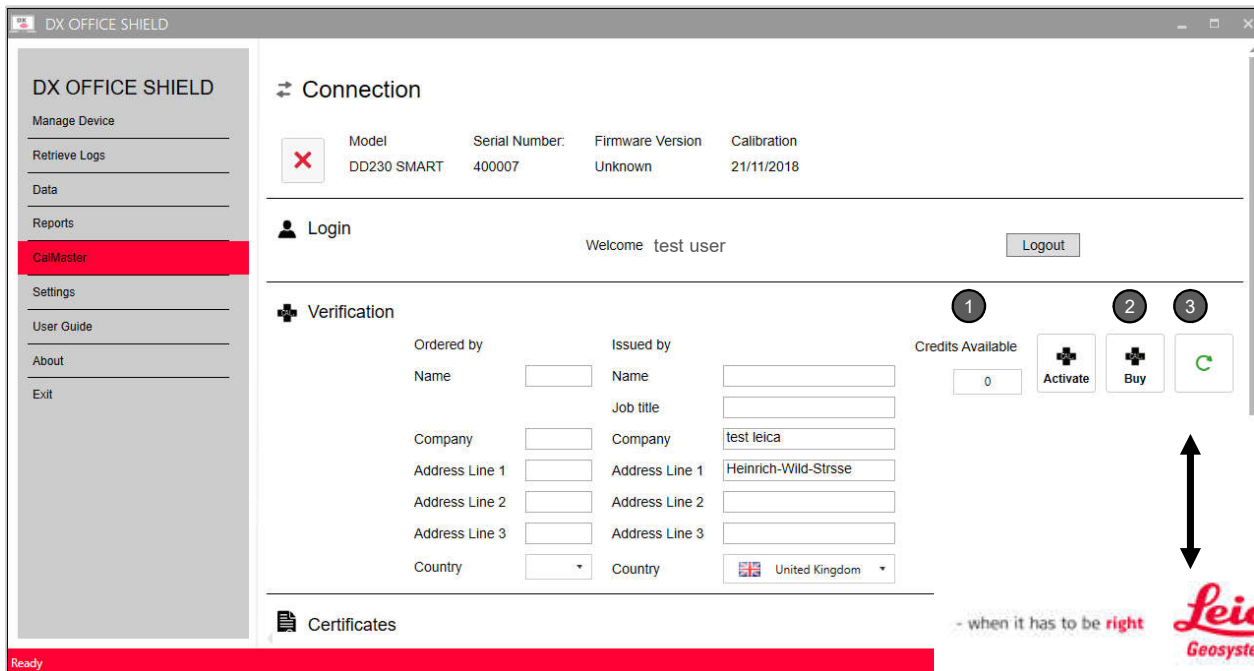 DX OFFICE SHIELD
DX OFFICE SHIELD
Manage Device
Retrieve Logs
Data
Reports
CalMaster
Settings
User Guide
About
Exit
Connection
Model Serial Number: Firmware Version Calibration
DD230 SMART 400007 Unknown 21/11/2018
Login
Welcome test user Logout
1 2 3
Verification
Ordered by Issued by Credits Available
Name Name 0 Activate Buy
Job title
Company Company test leica
Address Line 1 Address Line 1 Heinrich-Wild-Strsse
Address Line 2 Address Line 2
Address Line 3 Address Line 3
Country Country United Kingdom
Certificates
- when it has to be right
Ready